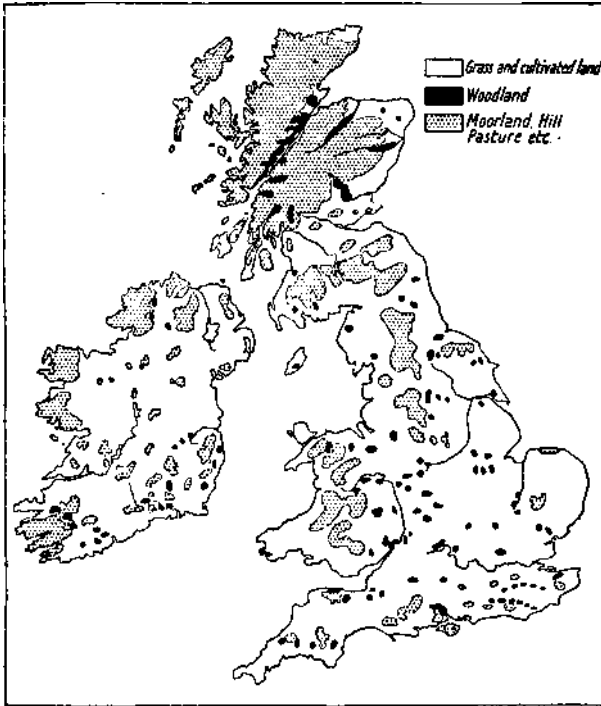 Grass and cultivated land
Woodland
Moorland, Hill
Pasture etc.